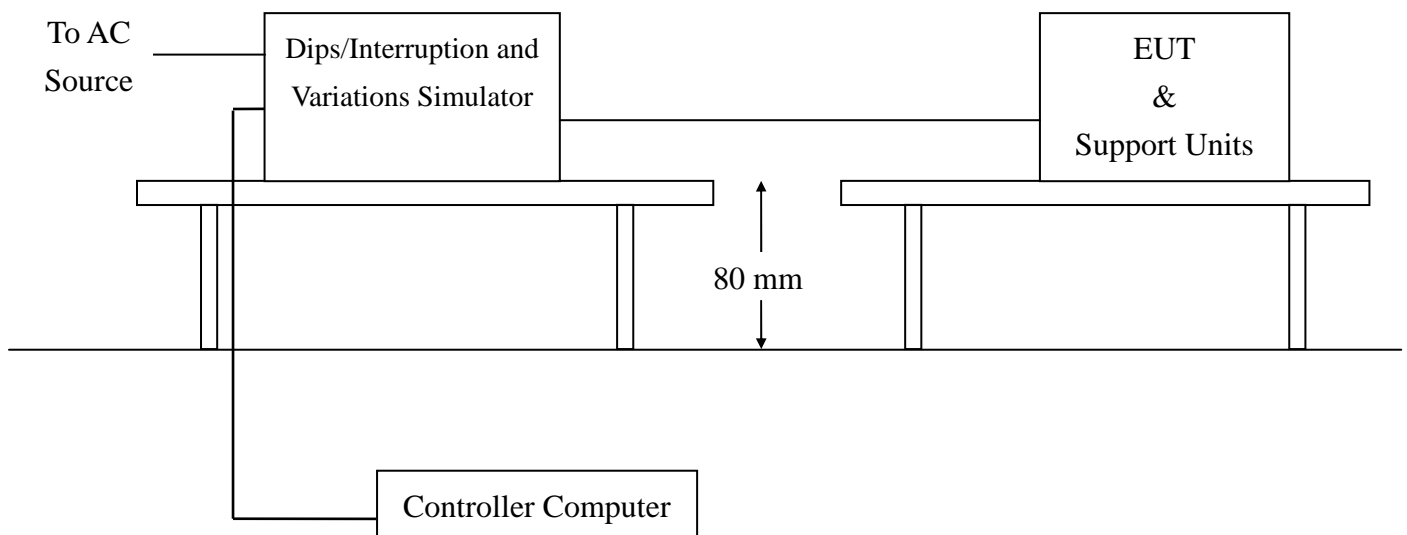 To AC
Source
Dips/Interruption and
Variations Simulator
EUT
&
Support Units
80 mm
Controller Computer